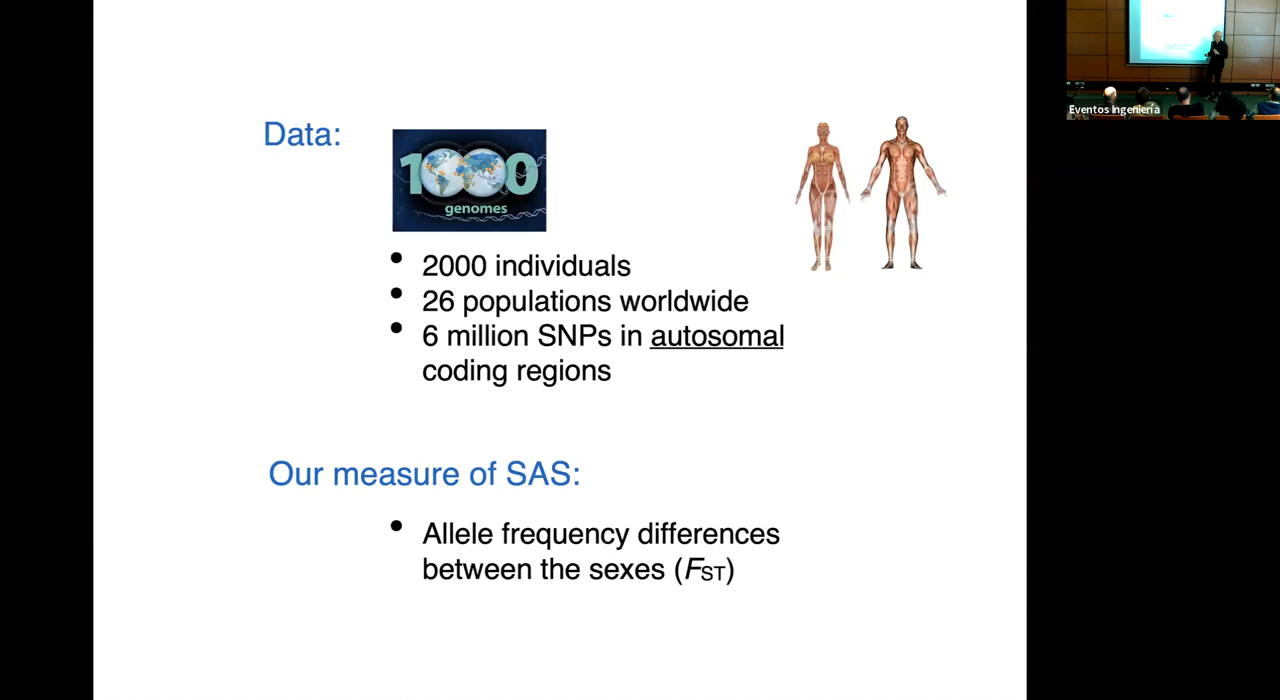 Data:
1000
genomes
• 2000 individuals
• 26 populations worldwide
• 6 million SNPs in autosomal
coding regions
Our measure of SAS:
• Allele frequency differences
between the sexes (FST)
Eventos Ingeniería